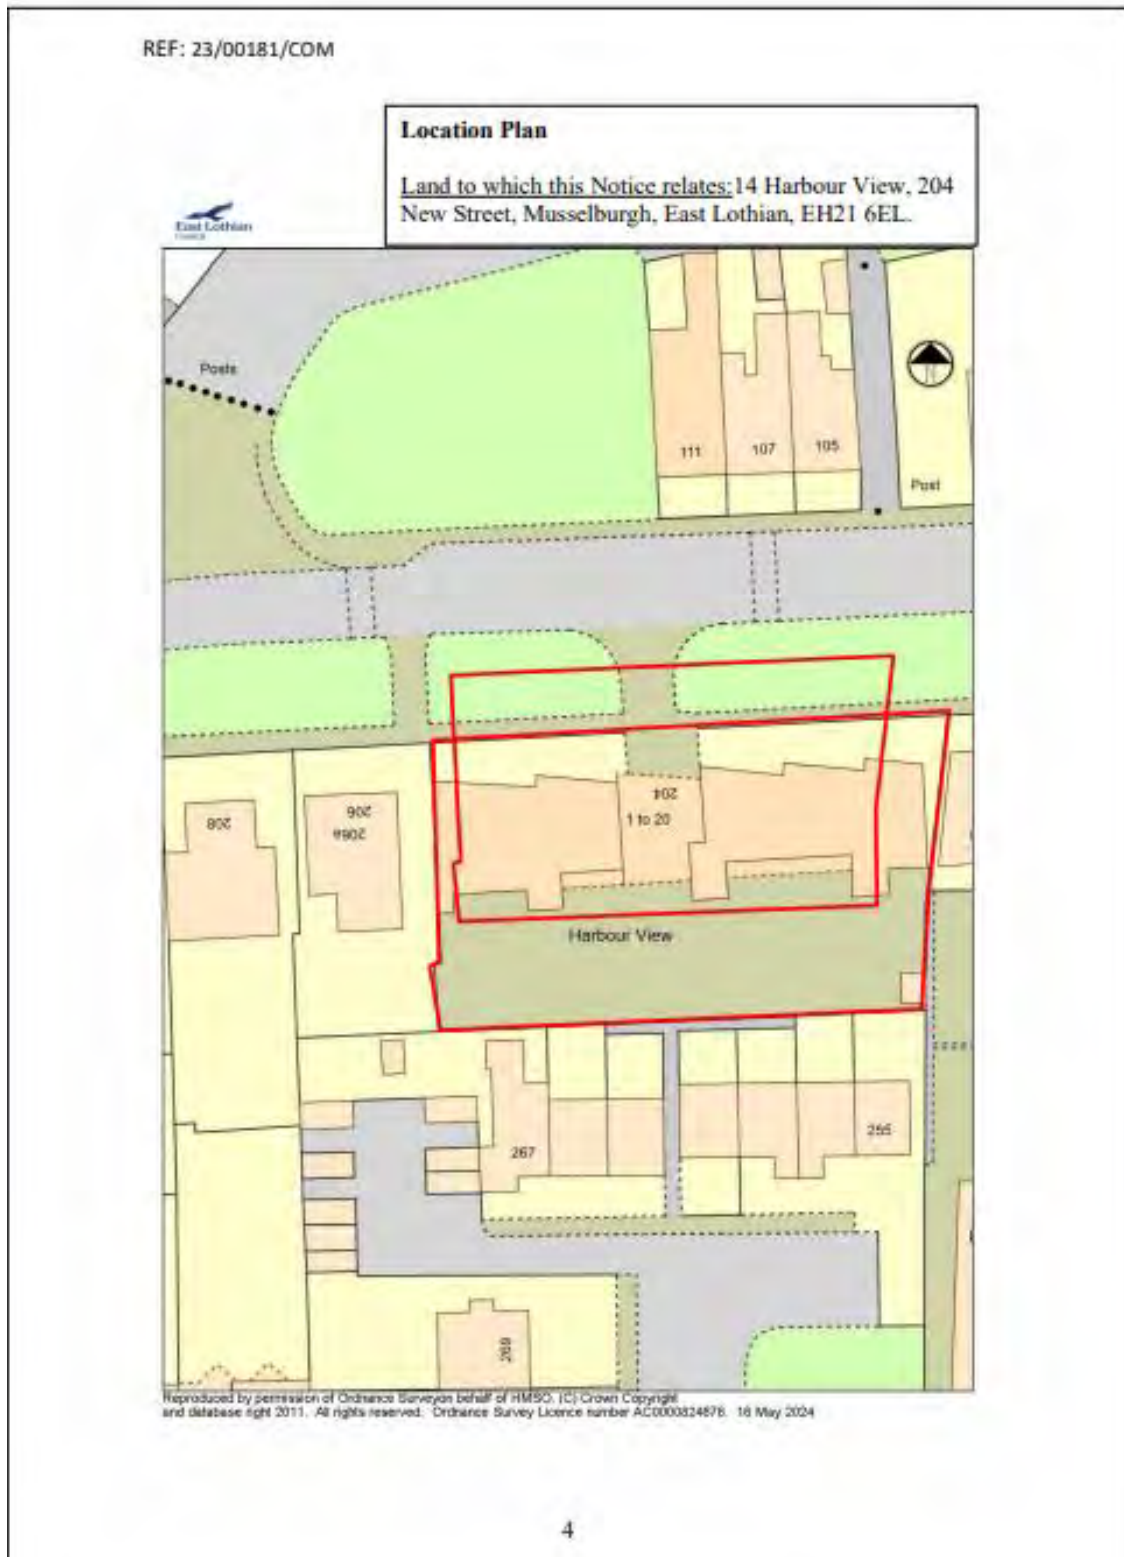 REF: 23/00181/COM
Location Plan
Land to which this Notice relates:14 Harbour View, 204
New Street, Musselburgh, East Lothian, EH21 6EL.
East Lothian
Posts
111
107
105
Post
208
206
206a
204
1 to 20
Harbour View
267
255
269
Reproduced by permission of Ordnance Surveyon behalf of HMSO. (C) Crown Copyright
and database right 2011. All rights reserved. Ordnance Survey Licence number AC0000824876. 16 May 2024
4